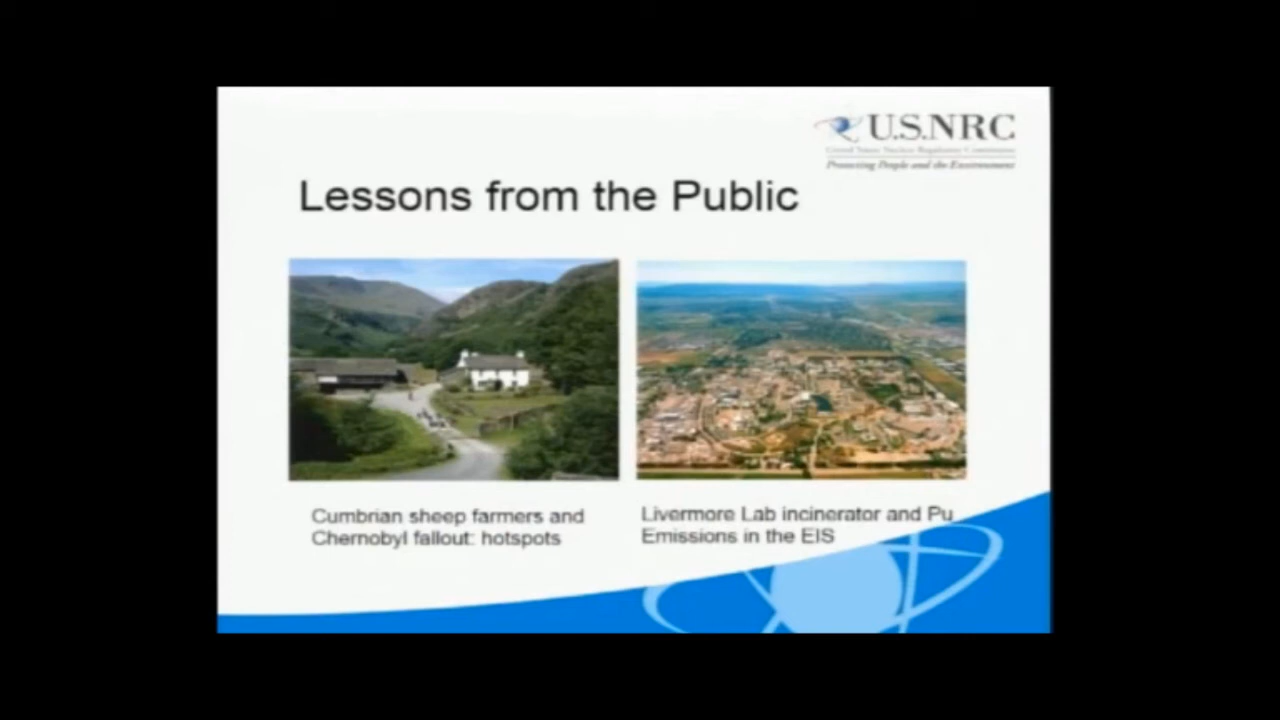 U.S.NRC
United States Nuclear Regulatory Commission
Protecting People and the Environment
Lessons from the Public
Cumbrian sheep farmers and
Chernobyl fallout: hotspots
Livermore Lab incinerator and Pu
Emissions in the EIS